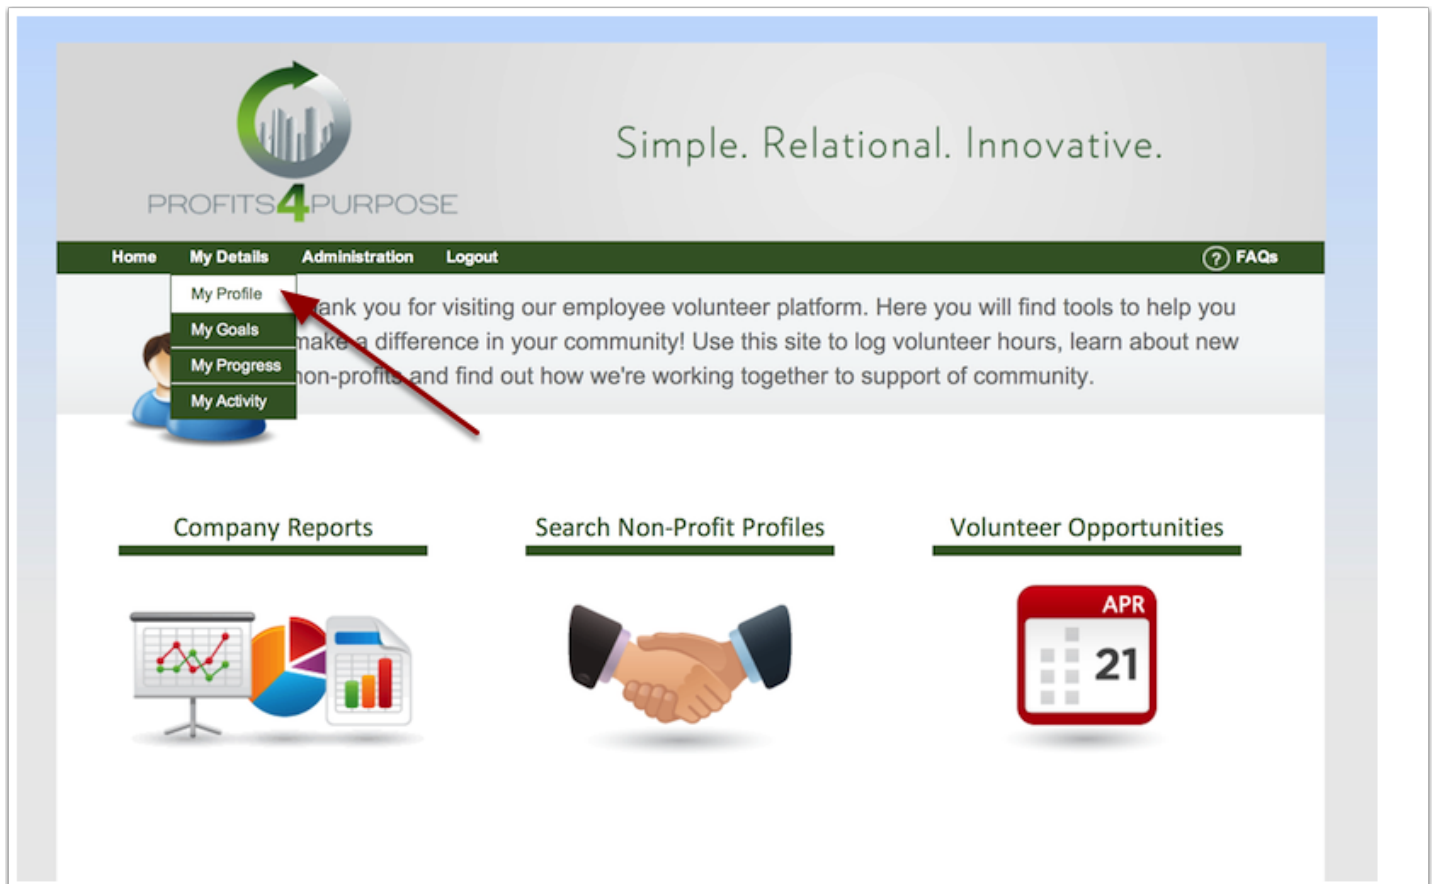 Simple. Relational. Innovative.
PROFITS4PURPOSE
Home My Details Administration Logout ? FAQs
My Profile
My Goals
My Progress
My Activity
ank you for visiting our employee volunteer platform. Here you will find tools to help you
make a difference in your community! Use this site to log volunteer hours, learn about new
non-profits and find out how we're working together to support of community.
Company Reports
Search Non-Profit Profiles
Volunteer Opportunities
APR
21